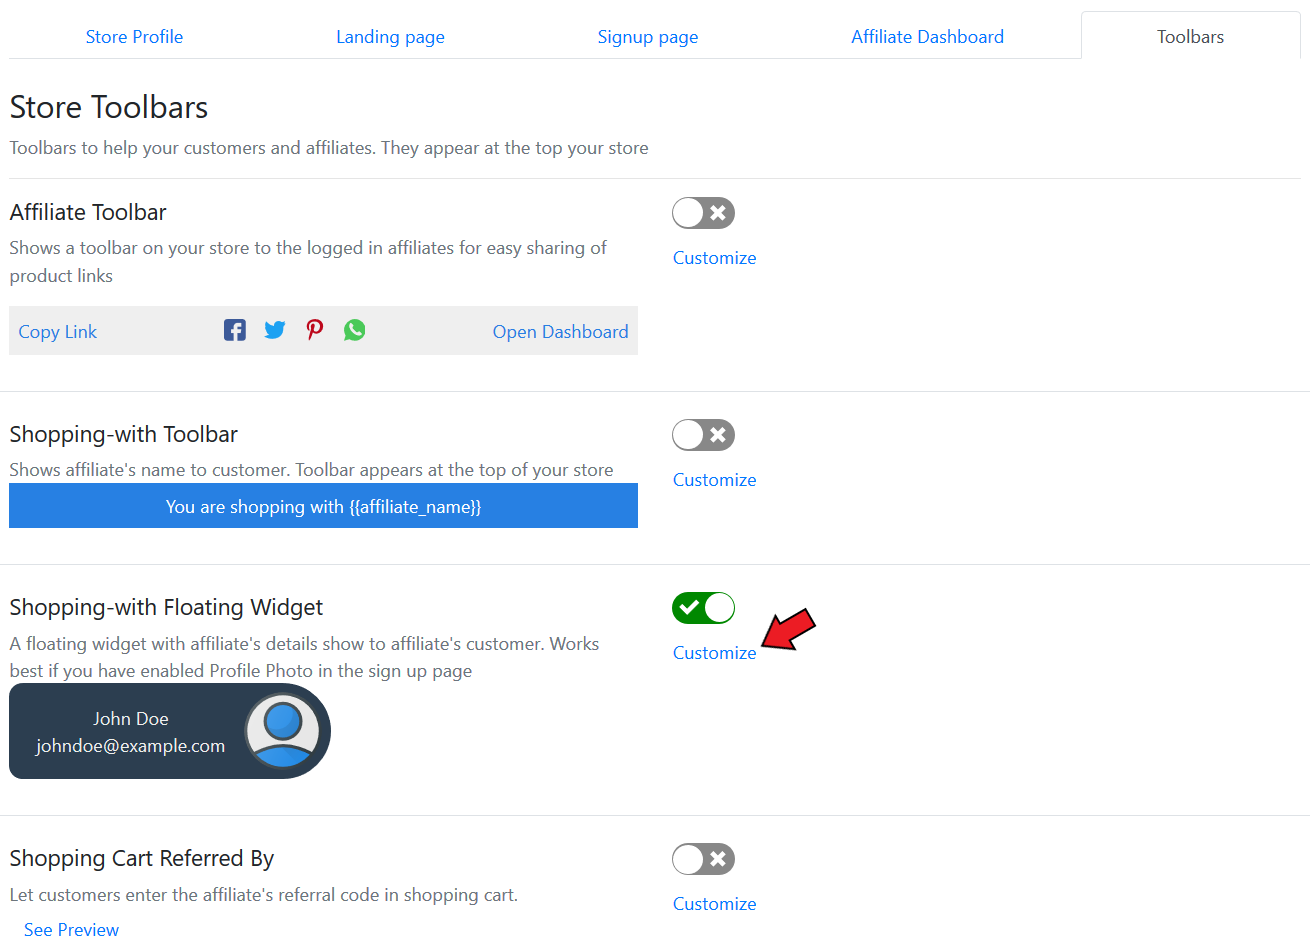 Store Profile
Landing page
Signup page
Affiliate Dashboard
Toolbars
Store Toolbars
Toolbars to help your customers and affiliates. They appear at the top your store
Affiliate Toolbar
Shows a toolbar on your store to the logged in affiliates for easy sharing of
product links
Customize
Copy Link
Open Dashboard
Shopping-with Toolbar
Shows affiliate's name to customer. Toolbar appears at the top of your store
Customize
You are shopping with {{affiliate_name}}
Shopping-with Floating Widget
A floating widget with affiliate's details show to affiliate's customer. Works
best if you have enabled Profile Photo in the sign up page
Customize
John Doe
johndoe@example.com
Shopping Cart Referred By
Let customers enter the affiliate's referral code in shopping cart.
Customize
See Preview